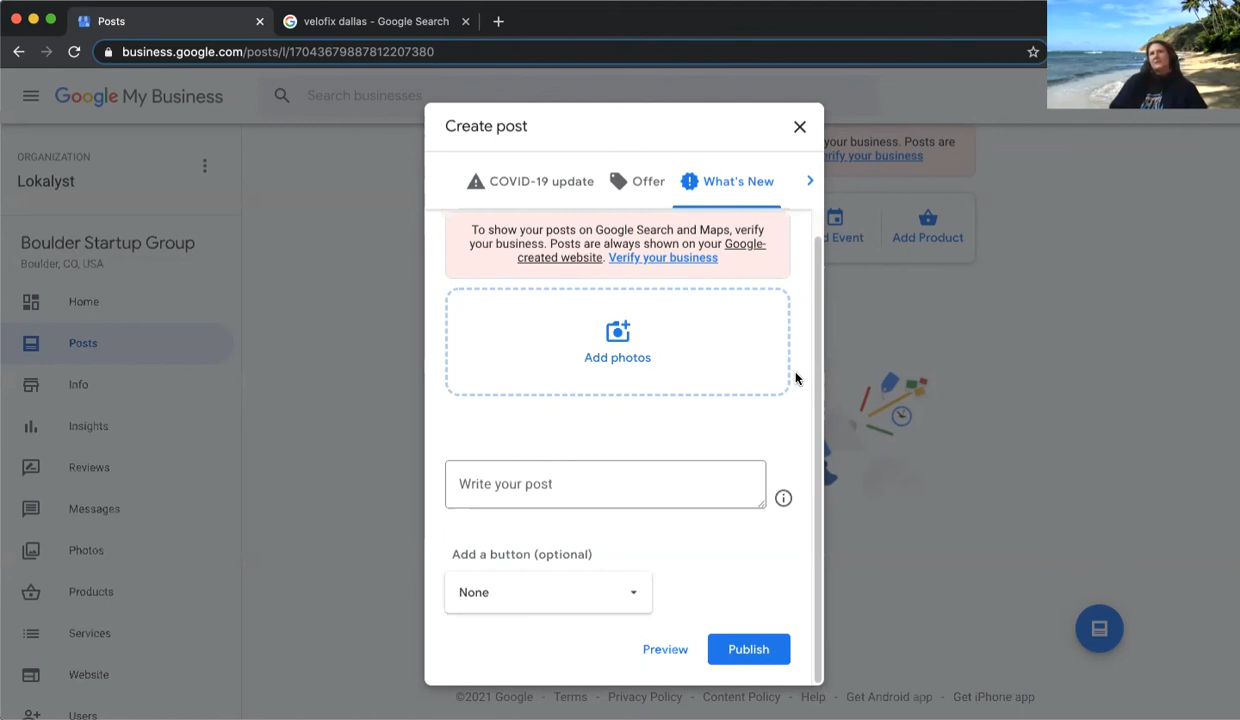 Posts
velofix dallas - Google Search
business.google.com/posts/l/17043679887812207380
Google My Business
Search businesses
ORGANIZATION
Lokalyst
Boulder Startup Group
Boulder, CO, USA
Home
Posts
Info
Insights
Reviews
Messages
Photos
Products
Services
Website
Users
Create post
COVID-19 update
Offer
What's New
To show your posts on Google Search and Maps, verify
your business. Posts are always shown on your Google-
created website. Verify your business
Add photos
Write your post
Add a button (optional)
None
Preview
Publish
your business. Posts are
verify your business
Event
Add Product
©2021 Google - Terms - Privacy Policy - Content Policy - Help - Get Android app - Get iPhone app